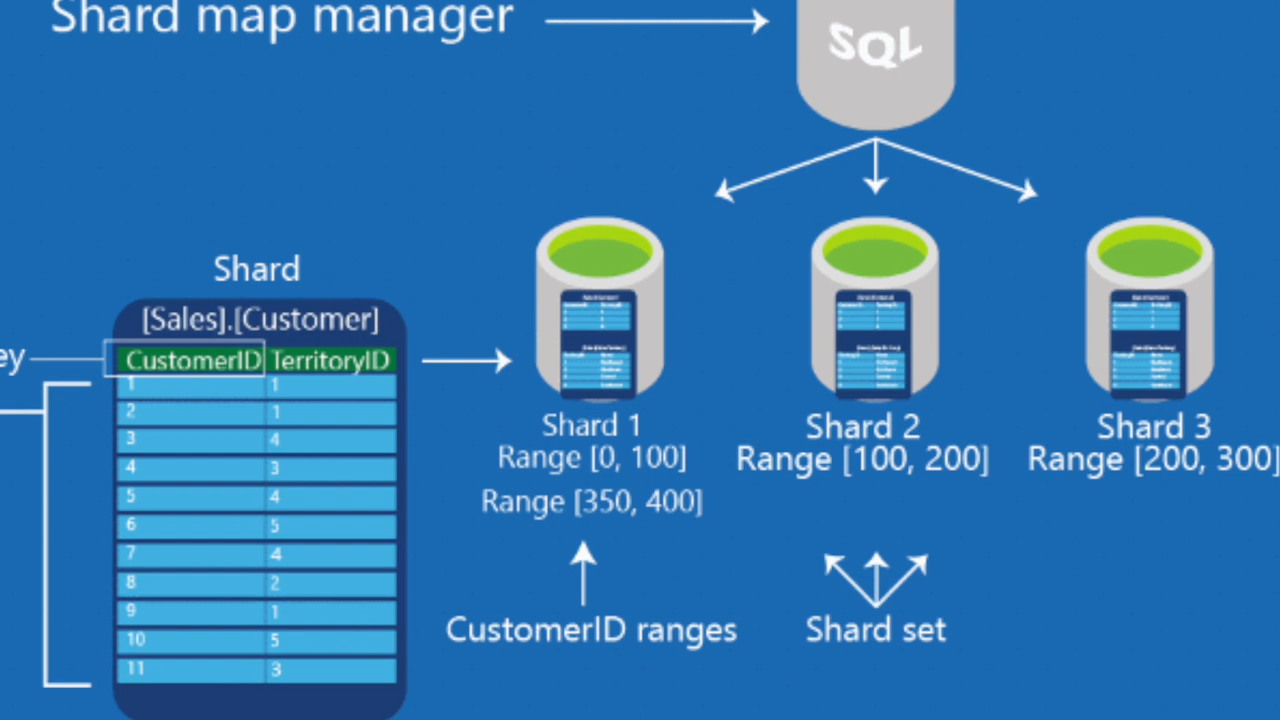 Shard map manager
SQL
Shard
[Sales].[Customer]
ey
CustomerID TerritoryID
1 1
2 1
3 4
4 3
5 4
6 5
7 4
8 2
9 1
10 5
11 3
Shard 1
Range [0, 100]
Range [350, 400]
Shard 2
Range [100, 200]
Shard 3
Range [200, 300]
CustomerID ranges
Shard set